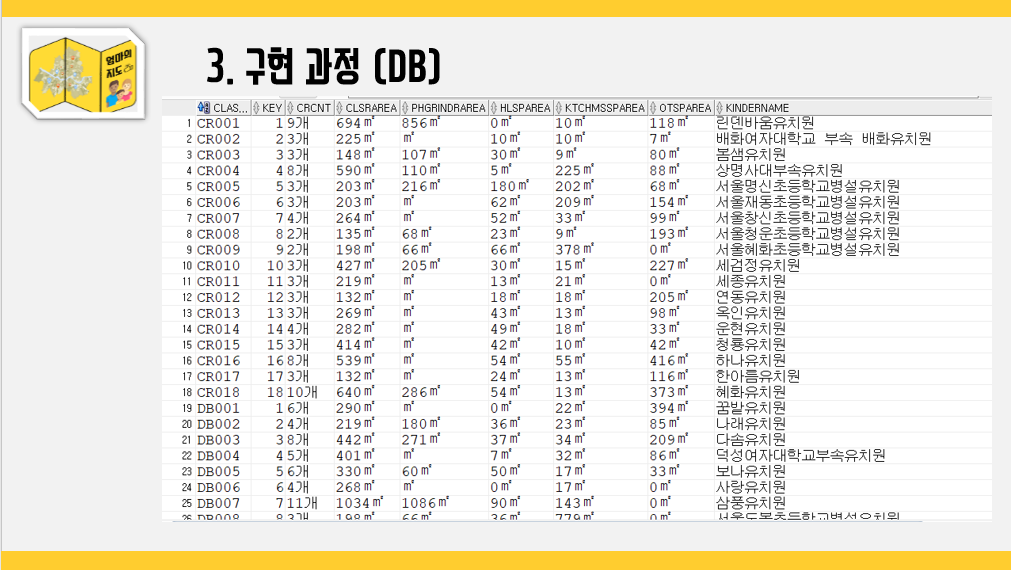 엄마의
지도
3. 구현 과정 (DB)
CLAS... KEY CRCNT CLSRAREA PHGRINDRAREA HLSPAREA KTCHMSSPAREA OTSPAREA KINDERNAME
1 CR001 1 9개 694㎡ 856㎡ 0㎡ 10㎡ 118㎡ 린덴바움유치원
2 CR002 2 3개 225㎡ ㎡ 10㎡ 10㎡ 7㎡ 배화여자대학교 부속 배화유치원
3 CR003 3 3개 148㎡ 107㎡ 30㎡ 9㎡ 80㎡ 봄샘유치원
4 CR004 4 8개 590㎡ 110㎡ 5㎡ 225㎡ 88㎡ 상명사대부속유치원
5 CR005 5 3개 203㎡ 216㎡ 180㎡ 202㎡ 68㎡ 서울명신초등학교병설유치원
6 CR006 6 3개 203㎡ ㎡ 62㎡ 209㎡ 154㎡ 서울재동초등학교병설유치원
7 CR007 7 4개 264㎡ ㎡ 52㎡ 33㎡ 99㎡ 서울창신초등학교병설유치원
8 CR008 8 2개 135㎡ 68㎡ 23㎡ 9㎡ 193㎡ 서울청운초등학교병설유치원
9 CR009 9 2개 198㎡ 66㎡ 66㎡ 378㎡ 0㎡ 서울혜화초등학교병설유치원
10 CR010 10 3개 427㎡ 205㎡ 30㎡ 15㎡ 227㎡ 세검정유치원
11 CR011 11 3개 219㎡ ㎡ 13㎡ 21㎡ 0㎡ 세종유치원
12 CR012 12 3개 132㎡ ㎡ 18㎡ 18㎡ 205㎡ 연동유치원
13 CR013 13 3개 269㎡ ㎡ 43㎡ 13㎡ 98㎡ 옥인유치원
14 CR014 14 4개 282㎡ ㎡ 49㎡ 18㎡ 33㎡ 운현유치원
15 CR015 15 3개 414㎡ ㎡ 42㎡ 10㎡ 42㎡ 청룡유치원
16 CR016 16 8개 539㎡ ㎡ 54㎡ 55㎡ 416㎡ 하나유치원
17 CR017 17 3개 132㎡ ㎡ 24㎡ 13㎡ 116㎡ 한아름유치원
18 CR018 18 10개 640㎡ 286㎡ 54㎡ 13㎡ 373㎡ 혜화유치원
19 DB001 1 6개 290㎡ ㎡ 0㎡ 22㎡ 394㎡ 꿈밭유치원
20 DB002 2 4개 219㎡ 180㎡ 36㎡ 23㎡ 85㎡ 나래유치원
21 DB003 3 8개 442㎡ 271㎡ 37㎡ 34㎡ 209㎡ 다솜유치원
22 DB004 4 5개 401㎡ ㎡ 7㎡ 32㎡ 86㎡ 덕성여자대학교부속유치원
23 DB005 5 6개 330㎡ 60㎡ 50㎡ 17㎡ 33㎡ 보나유치원
24 DB006 6 4개 268㎡ ㎡ 0㎡ 17㎡ 0㎡ 사랑유치원
25 DB007 7 11개 1034㎡ 1086㎡ 90㎡ 143㎡ 0㎡ 삼풍유치원
26 DB008 8 3개 198㎡ 66㎡ 36㎡ 779㎡ 0㎡ 서울도봉초등학교병설유치원